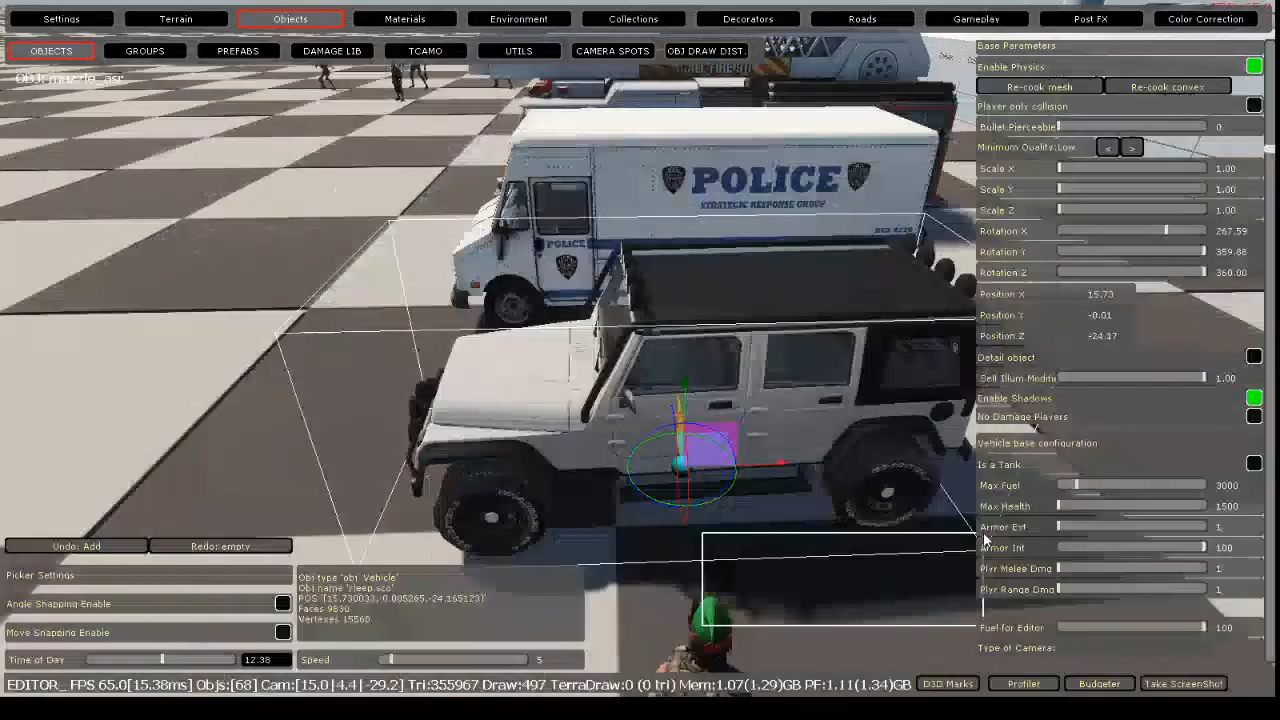 Settings
Terrain
Objects
Materials
Environment
Collections
Decorators
Roads
Gameplay
Post FX
Color Correction
OBJECTS
GROUPS
PREFABS
DAMAGE LIB
TCAMO
UTILS
CAMERA SPOTS
OBJ DRAW DIST.
OBJ: muzzle_asr
POLICE
STRATEGIC RESPONSE GROUP
POLICE
Base Parameters
Enable Physics
Re-cook mesh
Re-cook convex
Player only collision
Bullet Pierceable 0
Minimum Quality:Low < >
Scale X 1.00
Scale Y 1.00
Scale Z 1.00
Rotation X 267.59
Rotation Y 359.88
Rotation Z 360.00
Position X 15.73
Position Y -0.01
Position Z -24.17
Detail object
Self Illum Modifi 1.00
Enable Shadows
No Damage Players
Vehicle base configuration
Is a Tank
Max Fuel 3000
Max Health 1500
Armor Ext 1
Armor Int 100
Plyr Melee Dmg 1
Plyr Range Dmg 1
Fuel for Editor 100
Type of Camera:
Undo: Add
Redo: empty
Picker Settings
Angle Snapping Enable
Move Snapping Enable
Time of Day 12.38
Obj type 'obj_Vehicle'
Obj name 'jeep.sco'
POS: [15.730033,-0.005265,-24.165123]'
Faces 9830
Vertexes 15560
Speed 5
EDITOR_ FPS 65.0[15.38ms] Objs:[68] Cam:[15.0|4.4|-29.2] Tri:355967 Draw:497 TerraDraw:0 (0 tri) Mem:1.07(1.29)GB PF:1.11(1.34)GB
D3D Marks
Profiler
Budgeter
Take ScreenShot